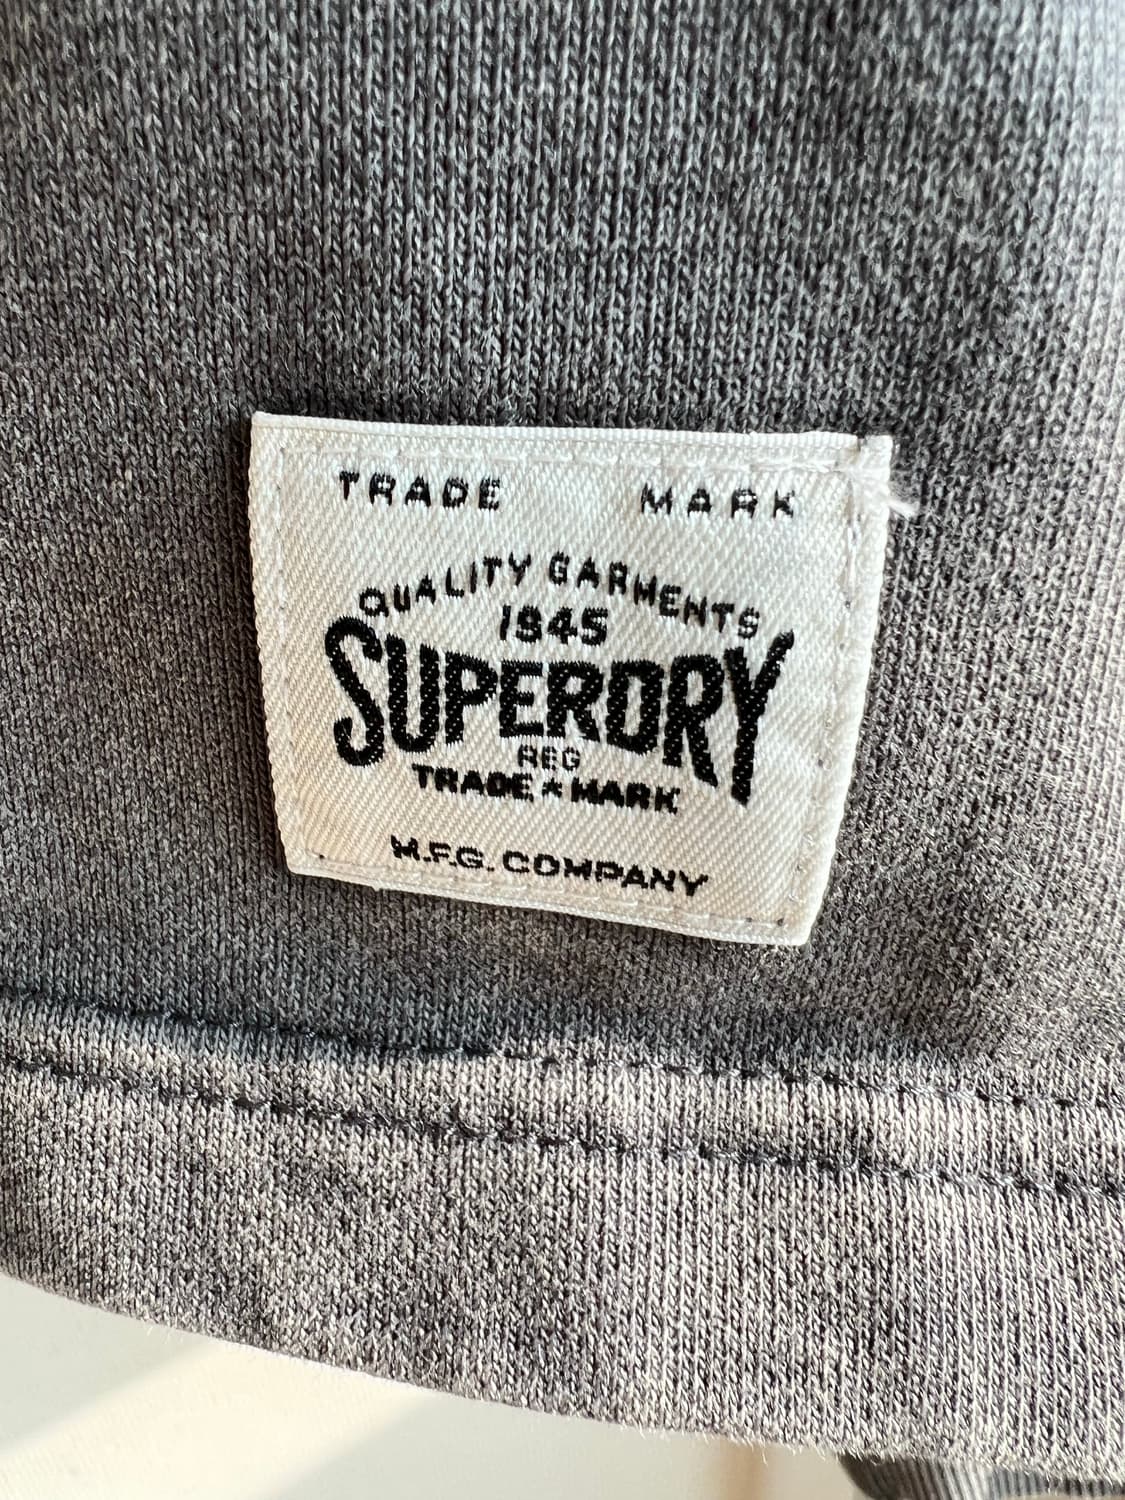 TRADE MARK
QUALITY GARMENTS
1945
SUPERDRY
REG
TRADE ★ MARK
M.F.G. COMPANY